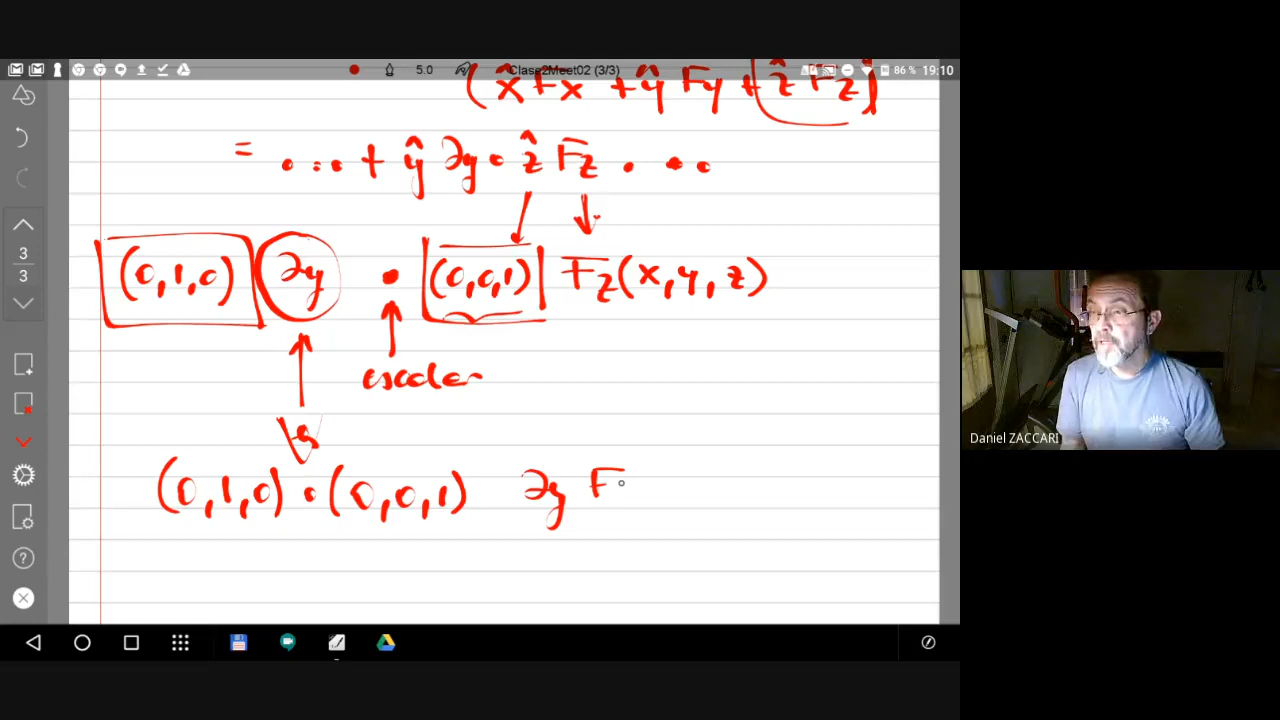 5.0 Clase2Meet02 (3/3) 86 % 19:10
(x̂ Fx + ŷ Fy + ẑ Fz)
= . ... + ŷ ∂y · ẑ Fz . ...
(0,1,0) ∂y · (0,0,1) Fz(x,y,z)
escalar
3
3
(0,1,0) · (0,0,1) ∂y F
Daniel ZACCARI